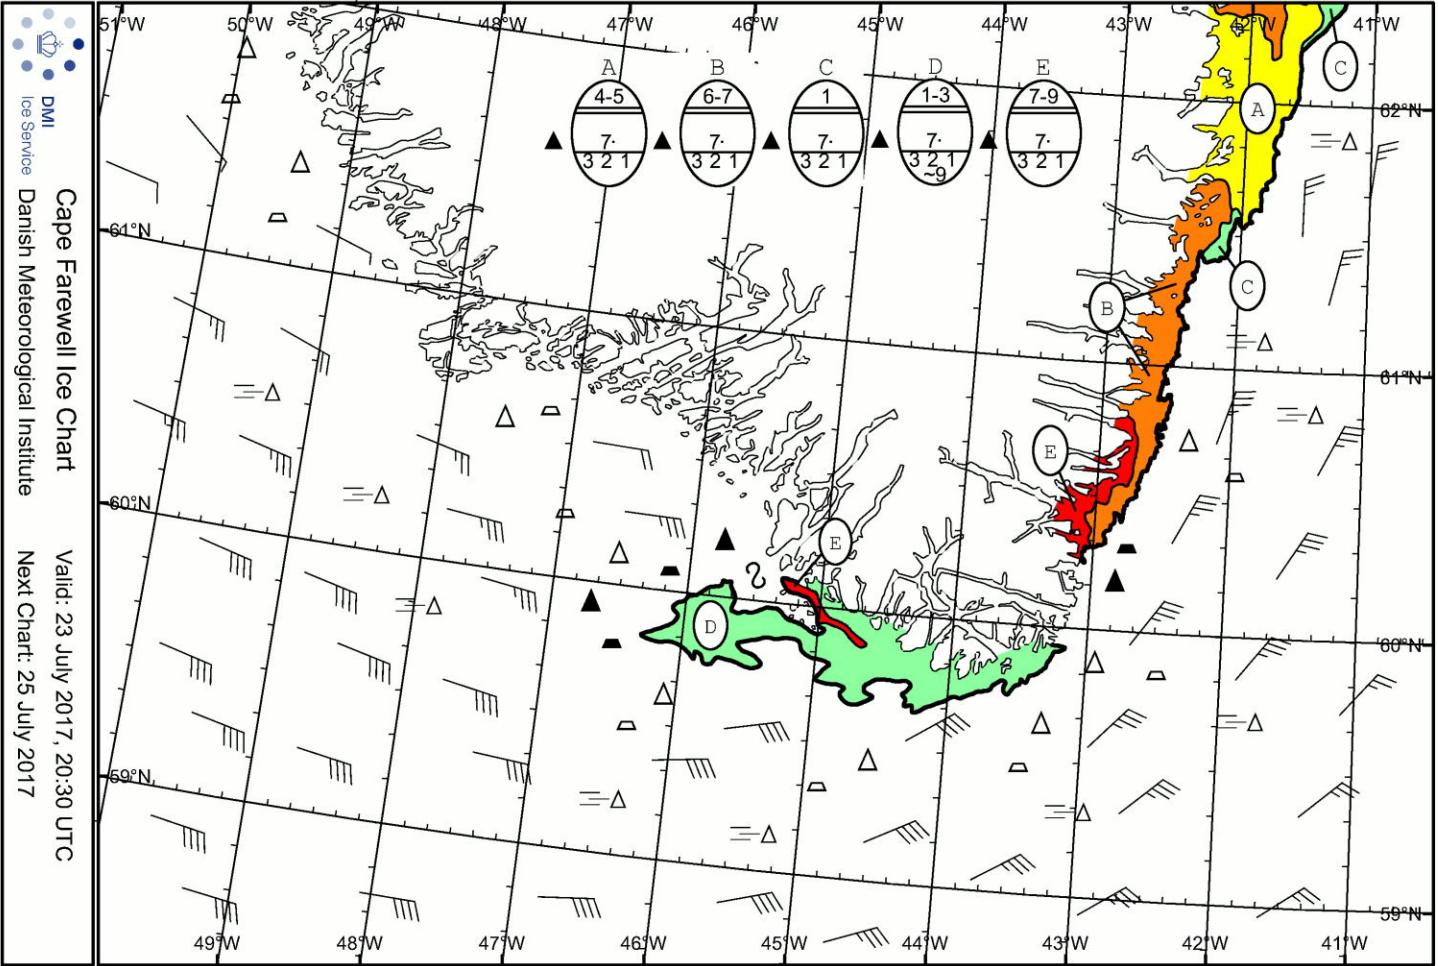 DMI
Ice Service
Cape Farewell Ice Chart
Danish Meteorological Institute
Valid: 23 July 2017, 20:30 UTC
Next Chart: 25 July 2017
51°W 50°W 49°W 48°W 47°W 46°W 45°W 44°W 43°W 42°W 41°W
A B C D E
4-5 6-7 1 1-3 7-9
7· 7· 7· 7· 7·
3 2 1 3 2 1 3 2 1 3 2 1 3 2 1
~9
C
A
62°N
61°N
C
B
61°N
E
60°N
E
D
60°N
59°N
59°N
49°W 48°W 47°W 46°W 45°W 44°W 43°W 42°W 41°W